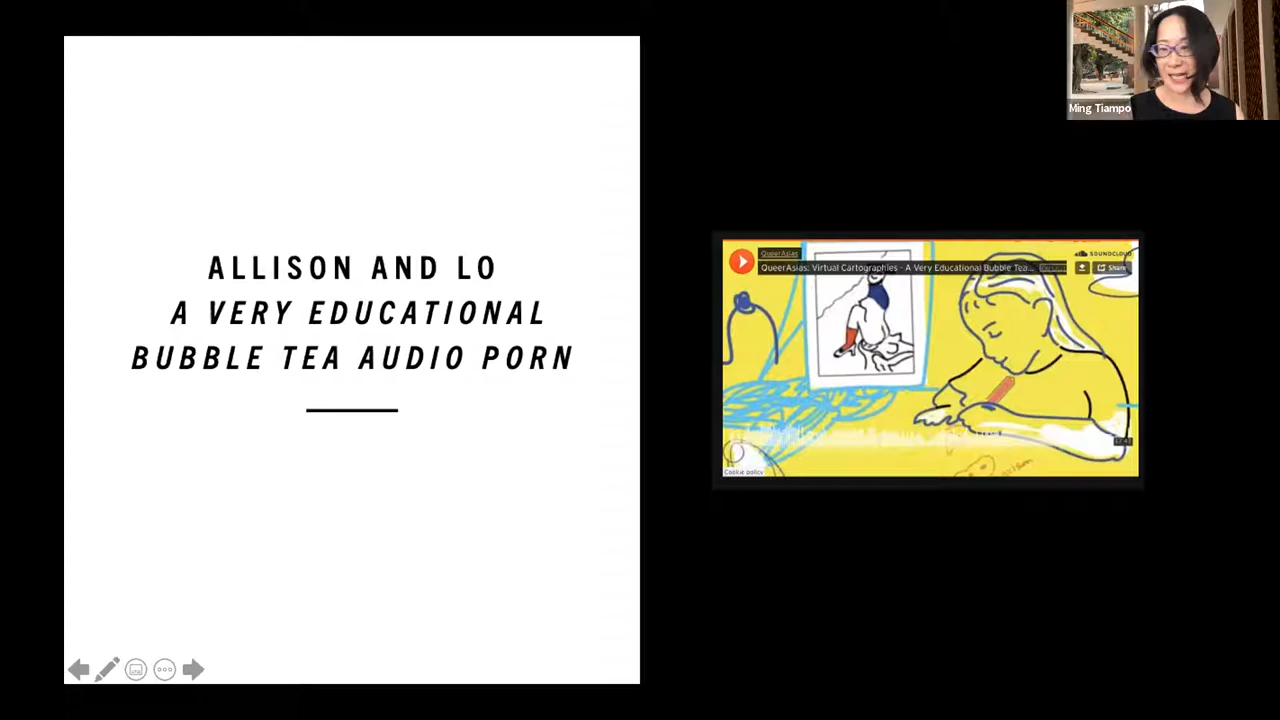 Ming Tiampo
ALLISON AND LO
A VERY EDUCATIONAL
BUBBLE TEA AUDIO PORN
QueerAsias
SOUNDCLOUD
QueerAsias: Virtual Cartographies - A Very Educational Bubble Tea...
Share
Cookie policy